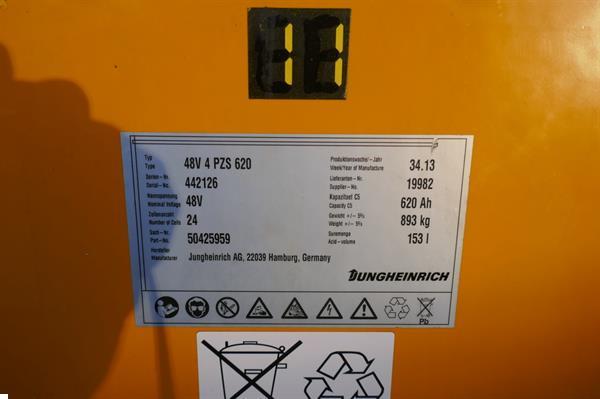 11
Typ
Type 48V 4 PZS 620 Produktionswoche/- Jahr
Week/Year of Manufacture 34.13
Serien - Nr.
Serial-No. 442126 Lieferanten - Nr.
Supplier - No. 19982
Nennspannung
Nominal Voltage 48V Kapazitaet C5
Capacity C5 620 Ah
Zellenanzahl
Number of Cells 24 Gewicht +/- 5%
Weight +/- 5% 893 kg
Sach- Nr.
Part-No. 50425959 Sauremenge
Acid - volume 153 l
Hersteller
Manufacturer Jungheinrich AG, 22039 Hamburg, Germany
JUNGHEINRICH
Pb